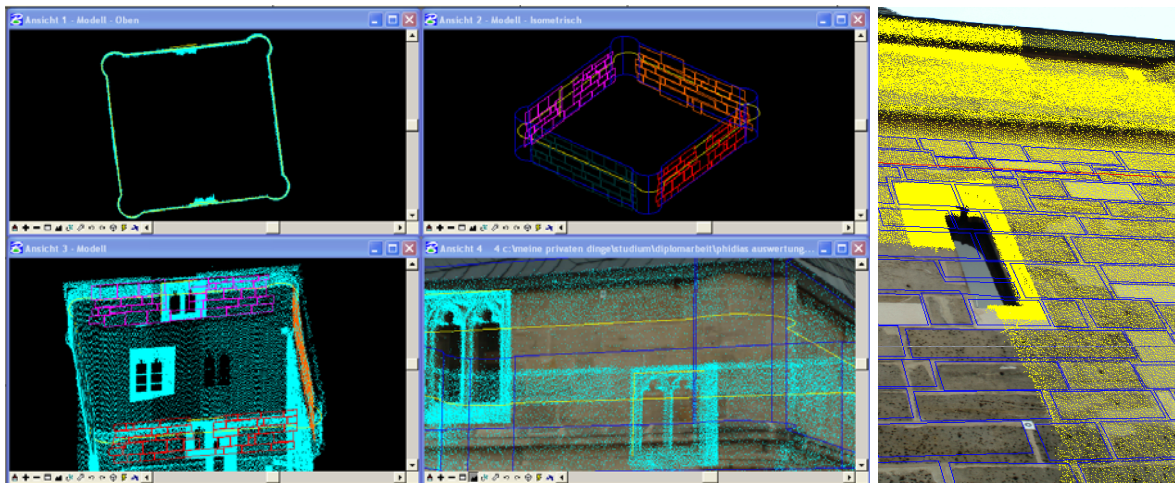 Ansicht 1 - Modell - Oben
Ansicht 2 - Modell - Isometrisch
Ansicht 3 - Modell
Ansicht 4    4 c:\meine privaten dinge\studium\diplomarbeit\phidias auswertung...